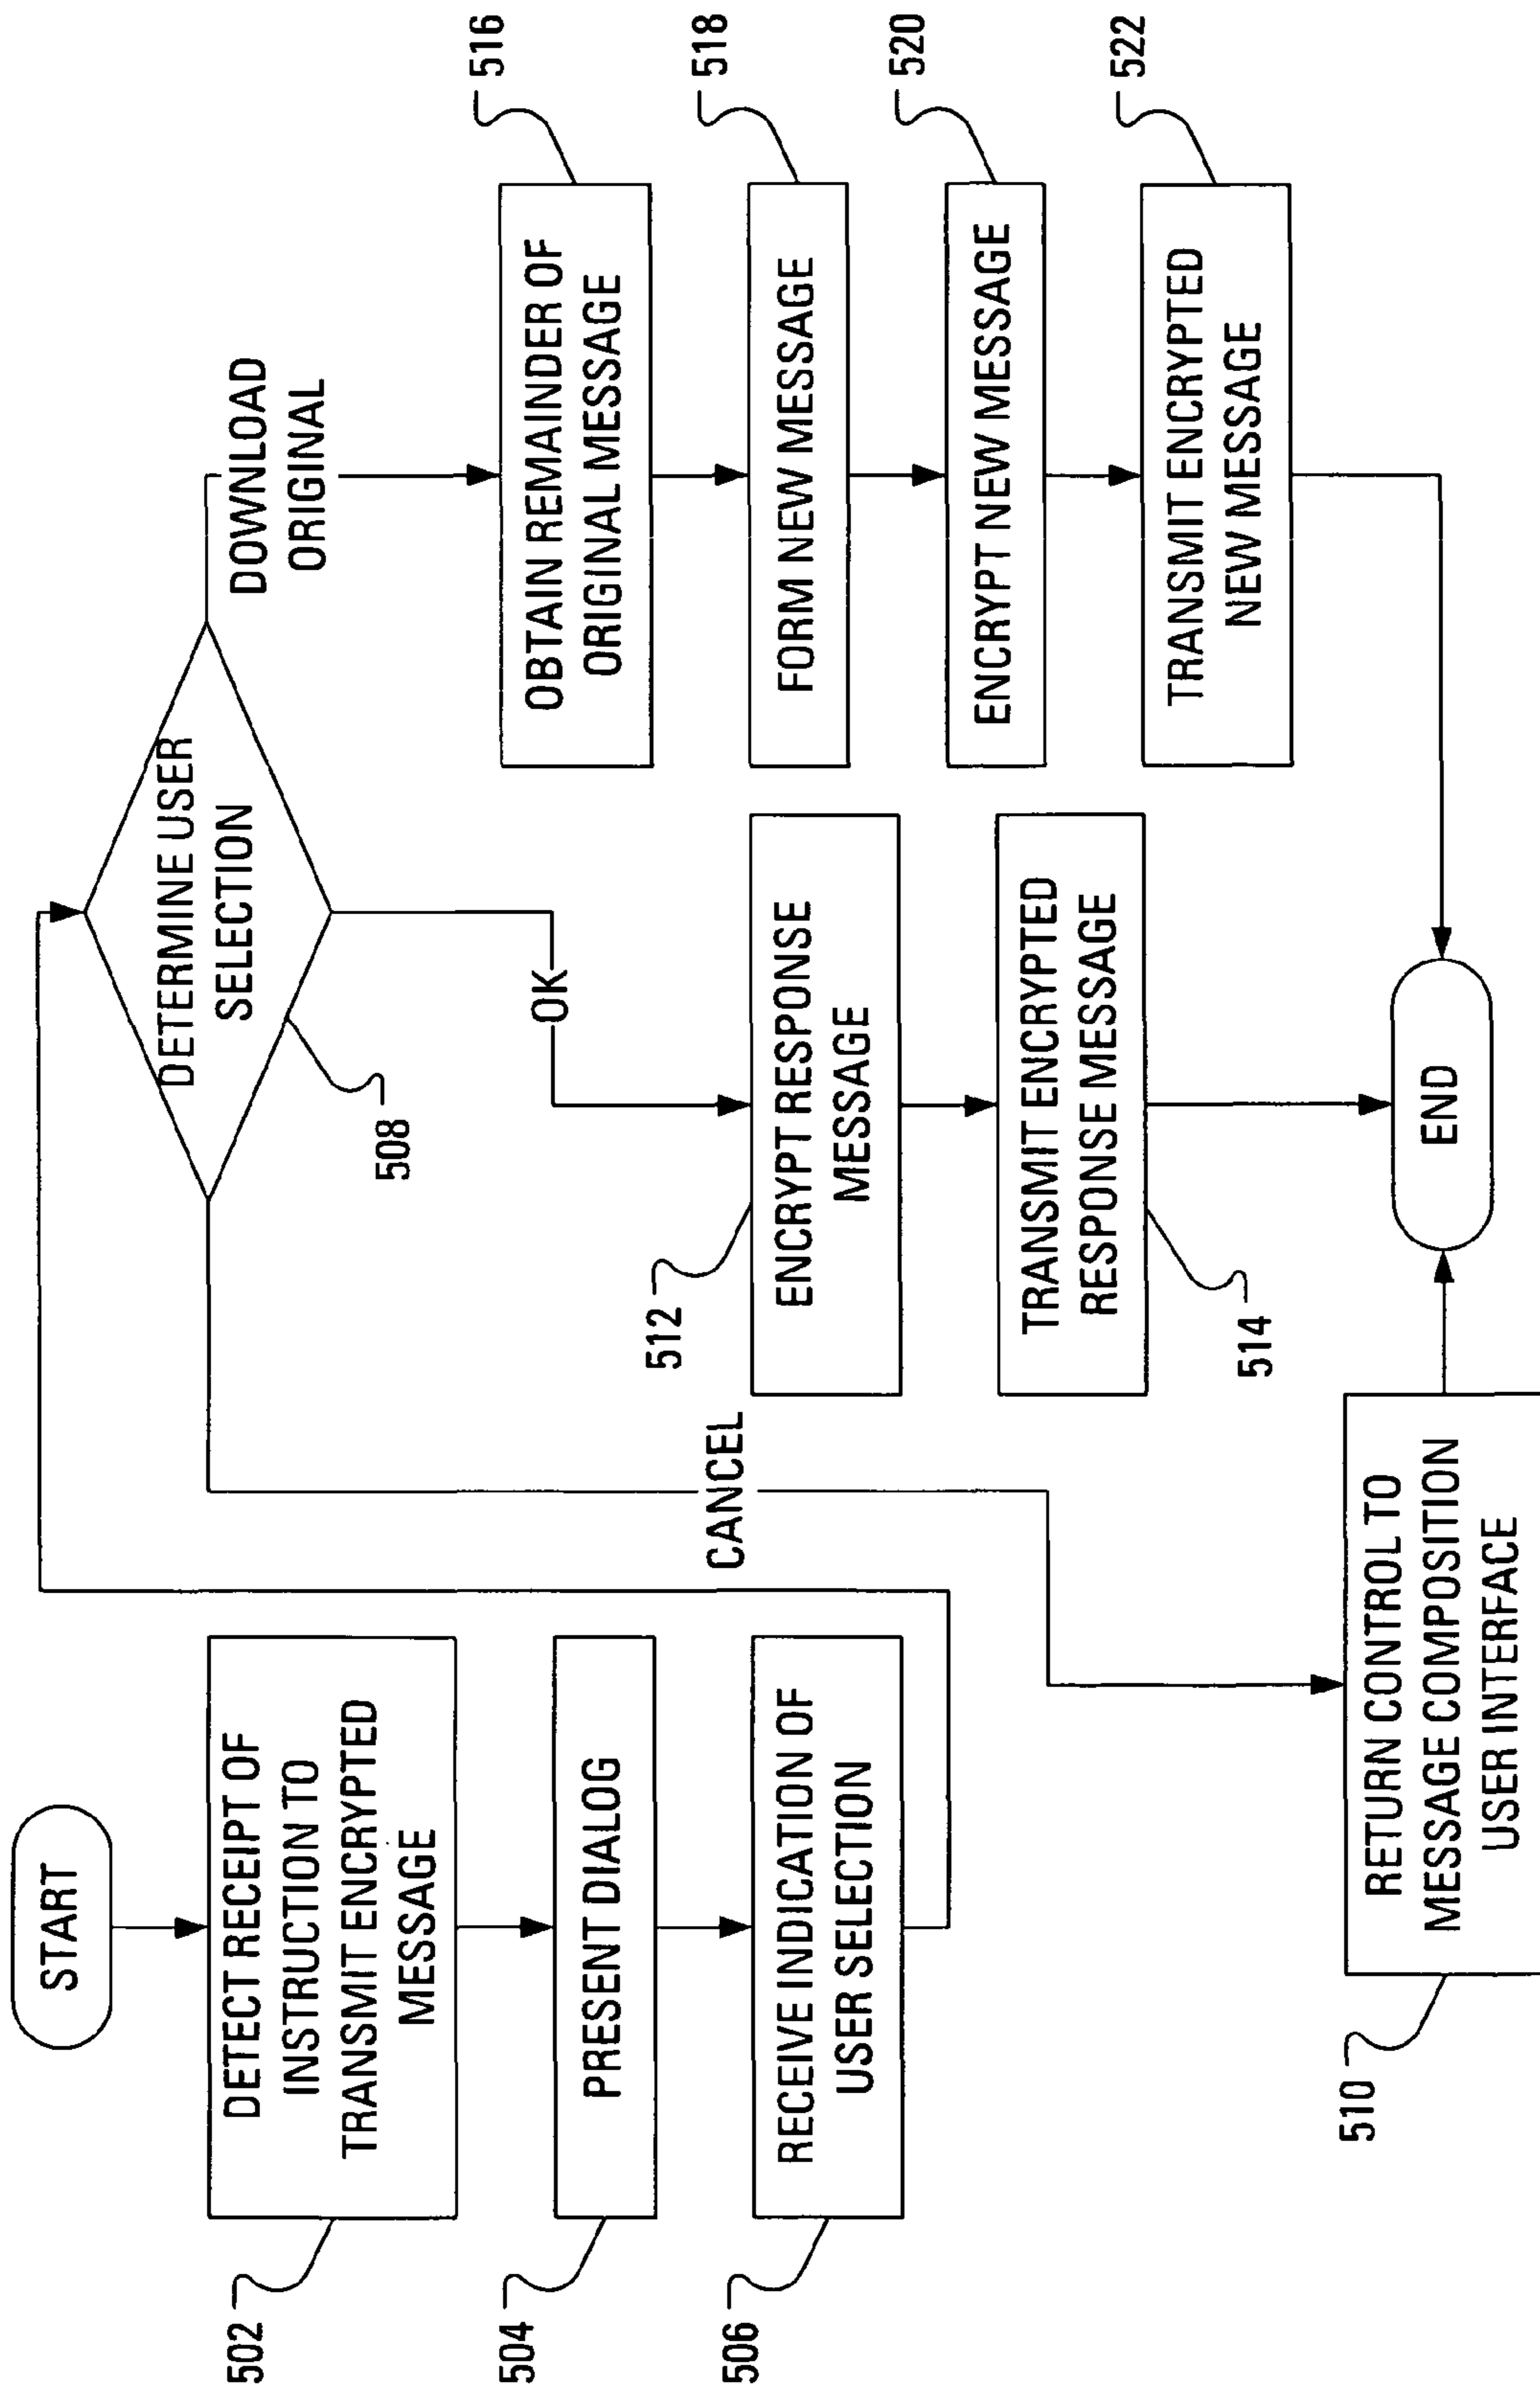 START
DETECT RECEIPT OF
INSTRUCTION TO
TRANSMIT ENCRYPTED
MESSAGE
502
PRESENT DIALOG
504
RECEIVE INDICATION OF
USER SELECTION
506
DETERMINE USER
SELECTION
508
CANCEL
RETURN CONTROL TO
MESSAGE COMPOSITION
USER INTERFACE
510
OK
ENCRYPT RESPONSE
MESSAGE
512
TRANSMIT ENCRYPTED
RESPONSE MESSAGE
514
DOWNLOAD
ORIGINAL
OBTAIN REMAINDER OF
ORIGINAL MESSAGE
516
FORM NEW MESSAGE
518
ENCRYPT NEW MESSAGE
520
TRANSMIT ENCRYPTED
NEW MESSAGE
522
END